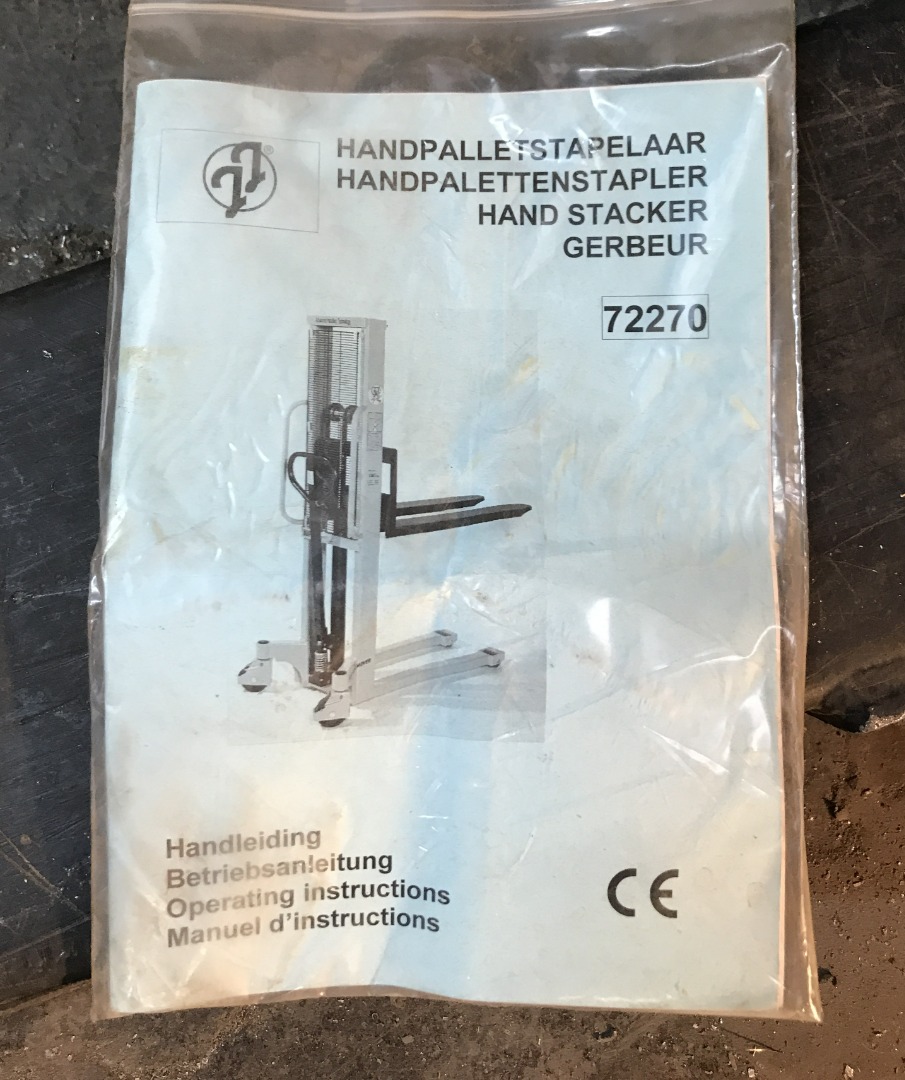 HANDPALLETSTAPELAAR
HANDPALETTENSTAPLER
HAND STACKER
GERBEUR
72270
Handleiding
Betriebsanleitung
Operating instructions
Manuel d'instructions
CE